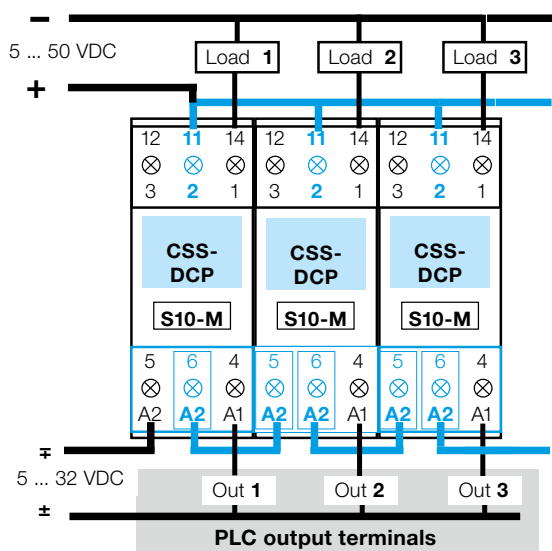 −
Load 1 Load 2 Load 3
5 ... 50 VDC
+
12 11 14 12 11 14 12 11 14
3 2 1 3 2 1 3 2 1
CSS- CSS- CSS-
DCP DCP DCP
S10-M S10-M S10-M
5 6 4 5 6 4 5 6 4
A2 A2 A1 A2 A2 A1 A2 A2 A1
∓
5 ... 32 VDC
Out 1 Out 2 Out 3
±
PLC output terminals